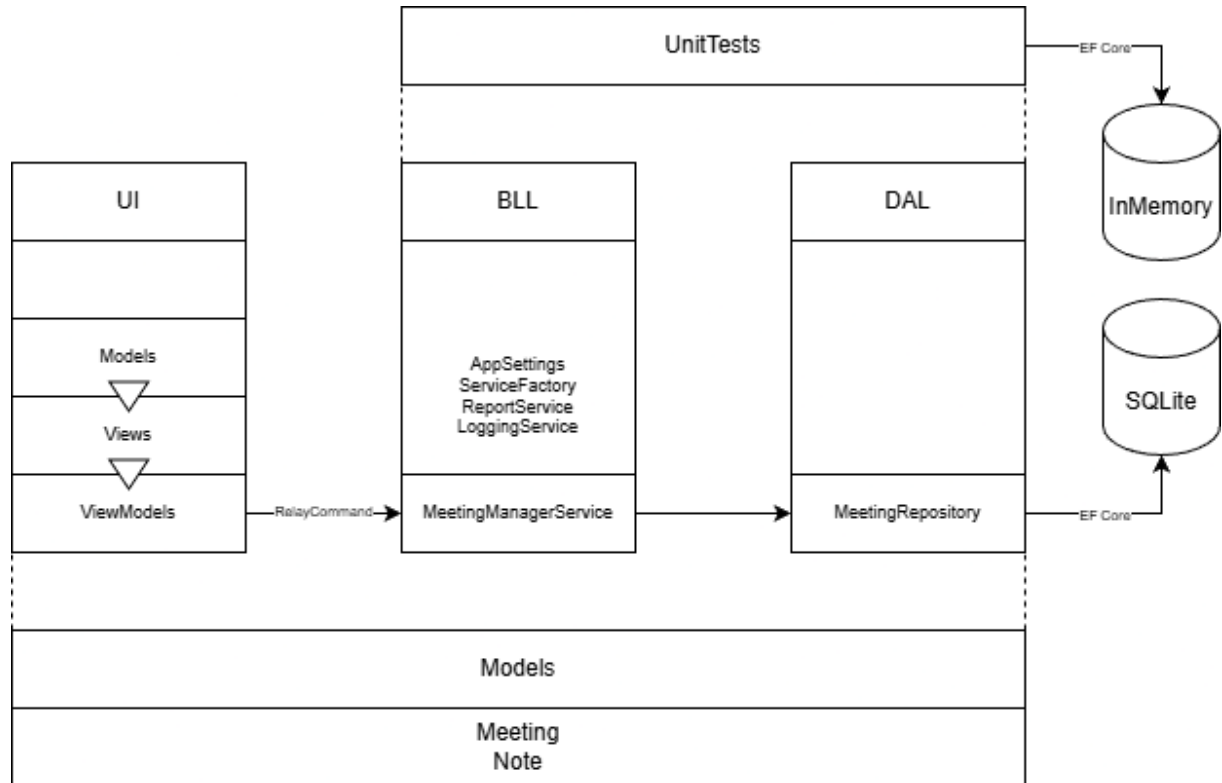 UnitTests
EF Core
InMemory
UI
BLL
DAL
Models
Views
ViewModels
AppSettings
ServiceFactory
ReportService
LoggingService
SQLite
RelayCommand
MeetingManagerService
MeetingRepository
EF Core
Models
Meeting
Note